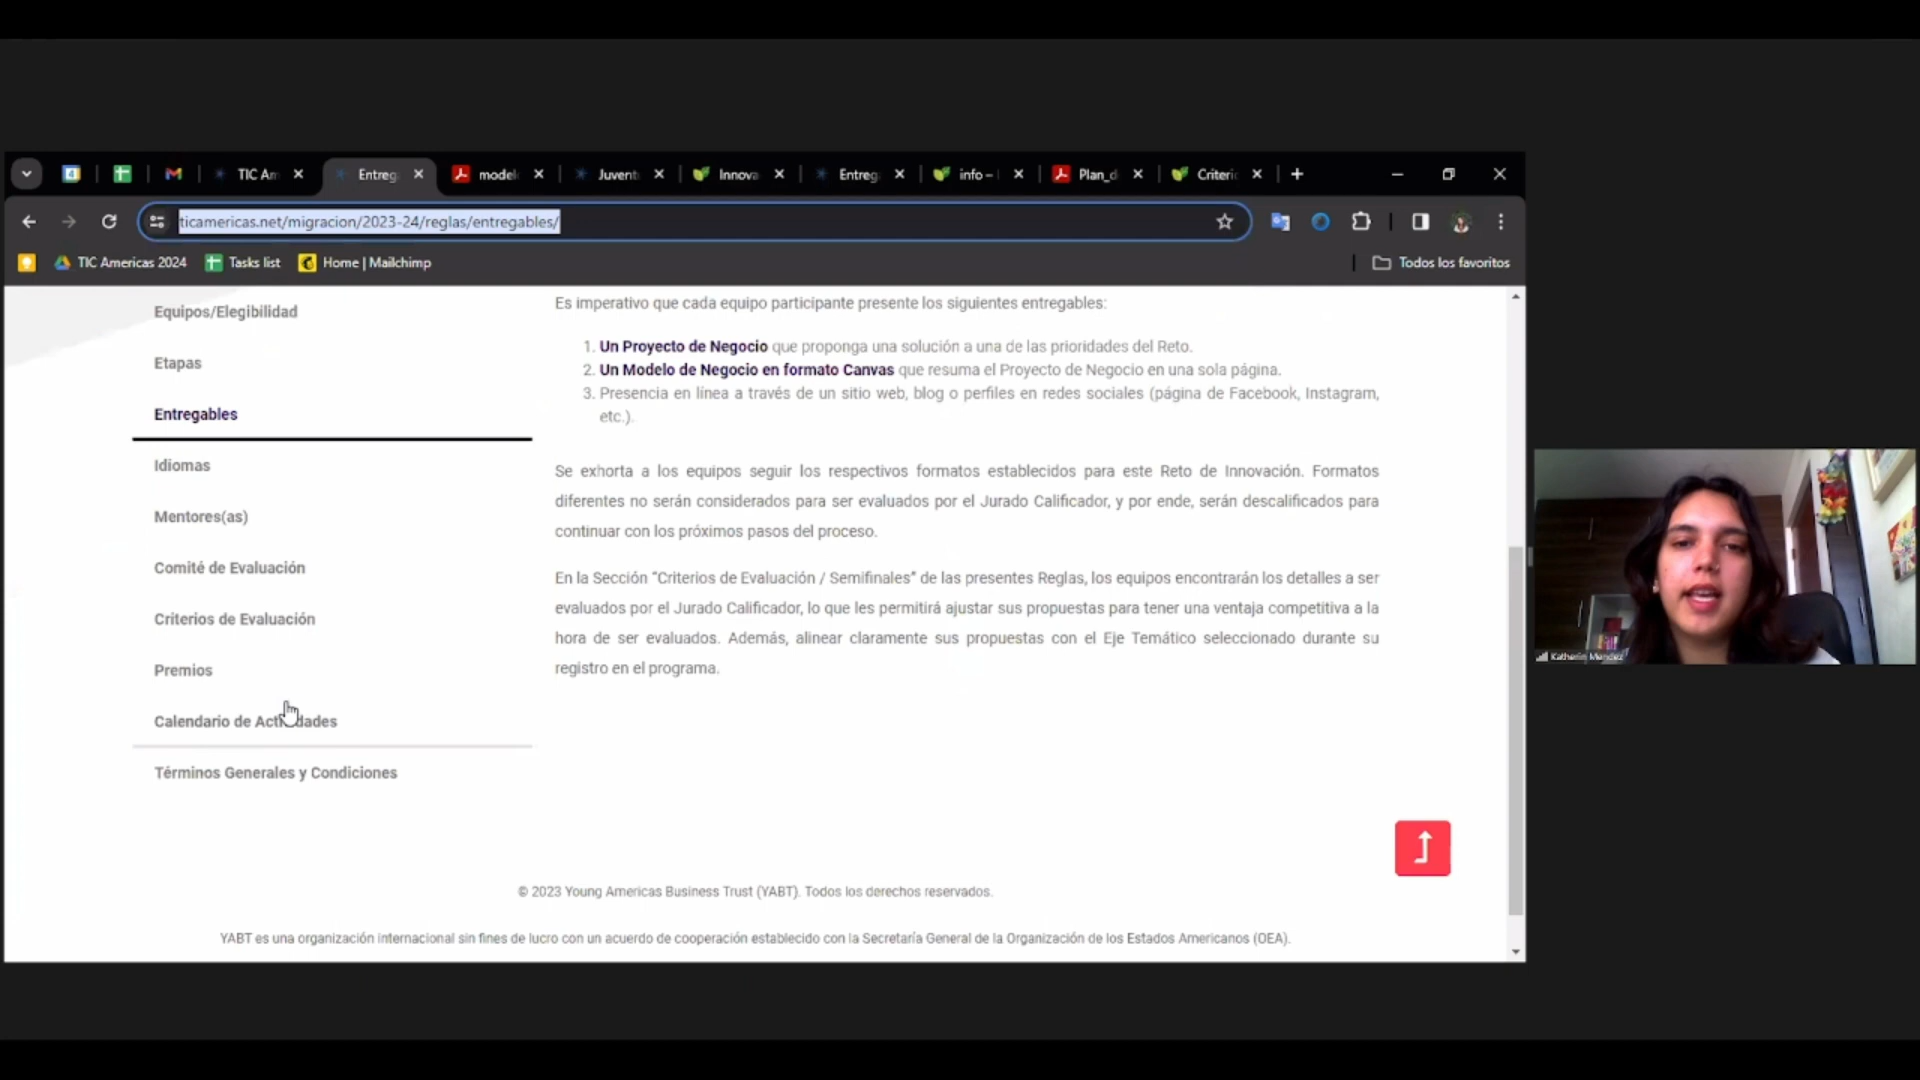 TIC Am
Entreg
model
Juvent
Innova
Entreg
info –
Plan_d
Criteri
ticamericas.net/migracion/2023-24/reglas/entregables/
TIC Americas 2024
Tasks list
Home | Mailchimp
Todos los favoritos
Equipos/Elegibilidad
Etapas
Entregables
Idiomas
Mentores(as)
Comité de Evaluación
Criterios de Evaluación
Premios
Calendario de Actividades
Términos Generales y Condiciones
Es imperativo que cada equipo participante presente los siguientes entregables:
1. Un Proyecto de Negocio que proponga una solución a una de las prioridades del Reto.
2. Un Modelo de Negocio en formato Canvas que resuma el Proyecto de Negocio en una sola página.
3. Presencia en línea a través de un sitio web, blog o perfiles en redes sociales (página de Facebook, Instagram,
etc.).
Se exhorta a los equipos seguir los respectivos formatos establecidos para este Reto de Innovación. Formatos
diferentes no serán considerados para ser evaluados por el Jurado Calificador, y por ende, serán descalificados para
continuar con los próximos pasos del proceso.
En la Sección “Criterios de Evaluación / Semifinales” de las presentes Reglas, los equipos encontrarán los detalles a ser
evaluados por el Jurado Calificador, lo que les permitirá ajustar sus propuestas para tener una ventaja competitiva a la
hora de ser evaluados. Además, alinear claramente sus propuestas con el Eje Temático seleccionado durante su
registro en el programa.
© 2023 Young Americas Business Trust (YABT). Todos los derechos reservados.
YABT es una organización internacional sin fines de lucro con un acuerdo de cooperación establecido con la Secretaría General de la Organización de los Estados Americanos (OEA).
Katherin Mendez